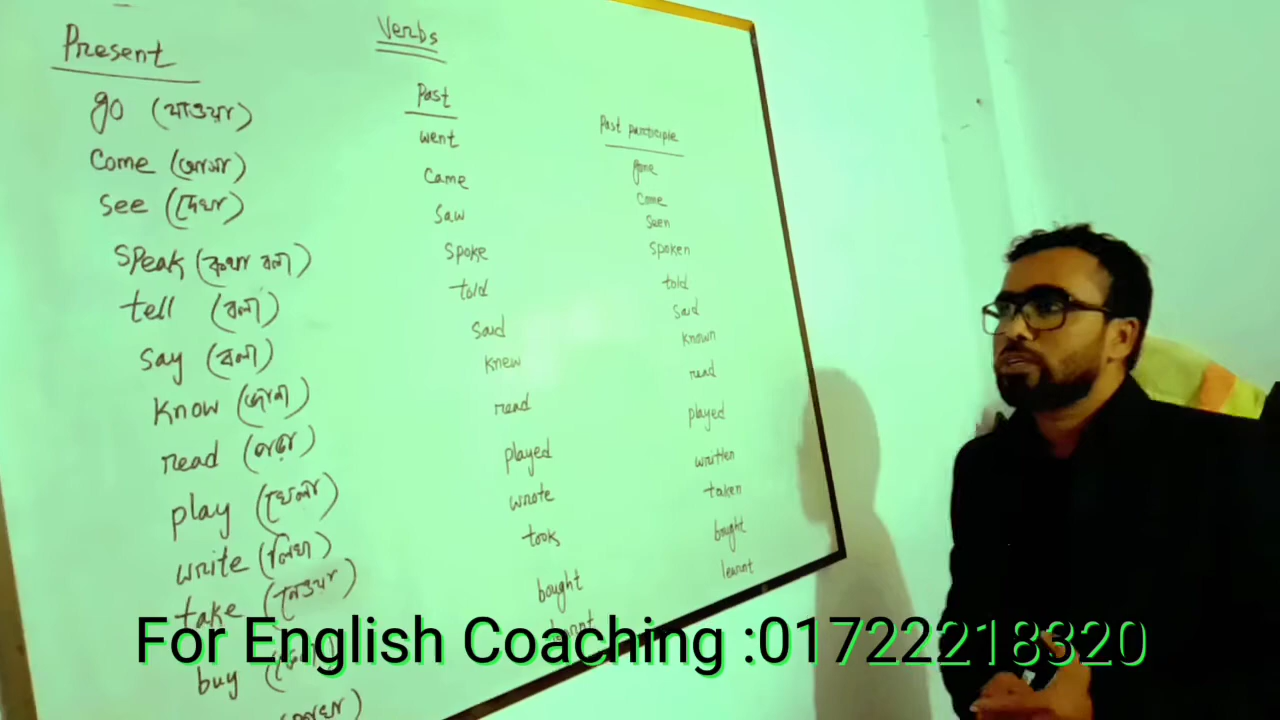 Verbs
Present Past Past participle
go (যাওয়া) went gone
come (আসা) came come
see (দেখা) saw seen
speak (কথা বলা) spoke spoken
tell (বলা) told told
say (বলা) said said
know (জানা) knew known
read (পড়া) read read
play (খেলা) played played
write (লিখা) wrote written
take (নেওয়া) took taken
buy bought bought
learnt learnt
For English Coaching :01722218320